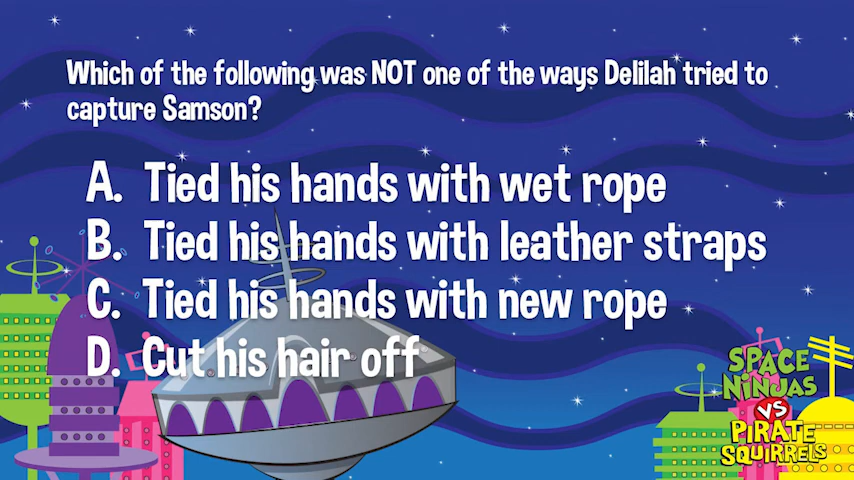 Which of the following was NOT one of the ways Delilah tried to
capture Samson?
A. Tied his hands with wet rope
B. Tied his hands with leather straps
C. Tied his hands with new rope
D. Cut his hair off
SPACE
NINJAS
VS
PIRATE
SQUIRRELS